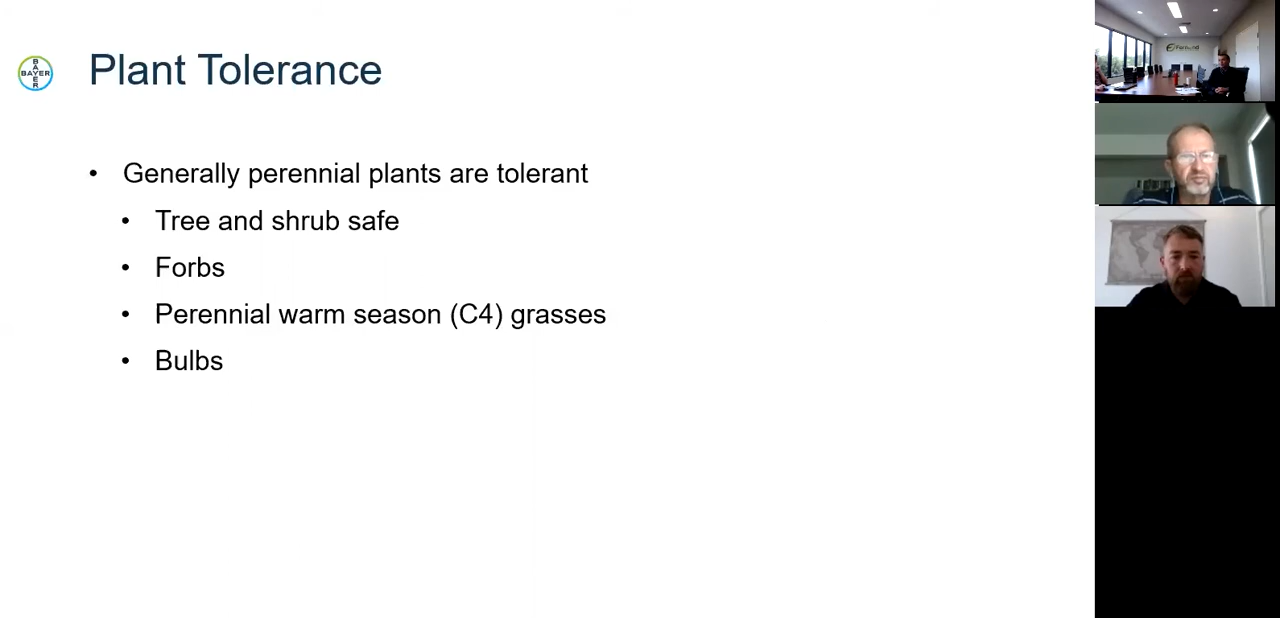 BAYER
BAYER
Plant Tolerance
• Generally perennial plants are tolerant
• Tree and shrub safe
• Forbs
• Perennial warm season (C4) grasses
• Bulbs